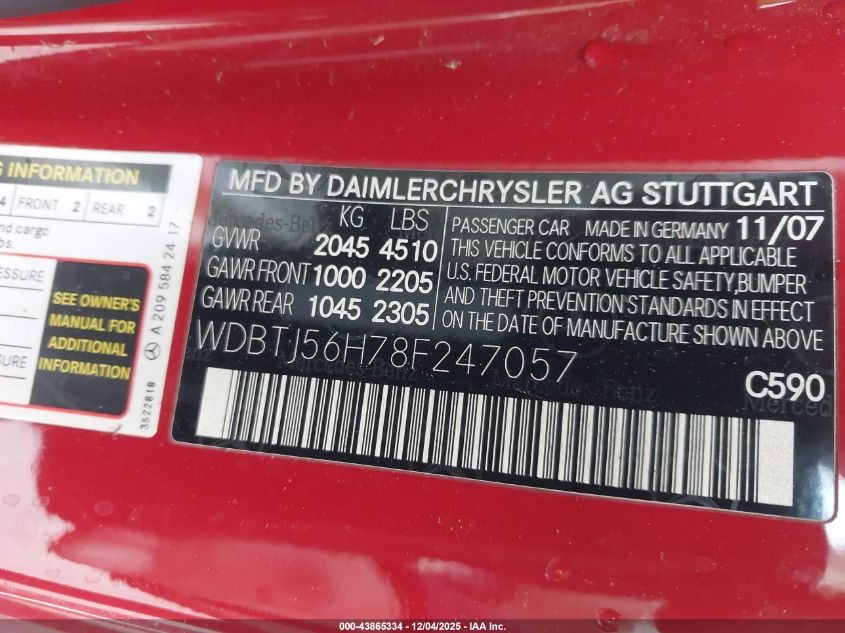 G INFORMATION
4 FRONT 2 REAR 2
nd cargo
bs.
PRESSURE
SEE OWNER'S
MANUAL FOR
ADDITIONAL
INFORMATION
A 209 584 24 17
3522818
MFD BY DAIMLERCHRYSLER AG STUTTGART
KG LBS
GVWR 2045 4510
GAWR FRONT 1000 2205
GAWR REAR 1045 2305
PASSENGER CAR MADE IN GERMANY 11/07
THIS VEHICLE CONFORMS TO ALL APPLICABLE
U.S. FEDERAL MOTOR VEHICLE SAFETY, BUMPER
AND THEFT PREVENTION STANDARDS IN EFFECT
ON THE DATE OF MANUFACTURE SHOWN ABOVE
WDBTJ56H78F247057
C590
Mercedes-Benz
000-43865334 - 12/04/2025 - IAA Inc.